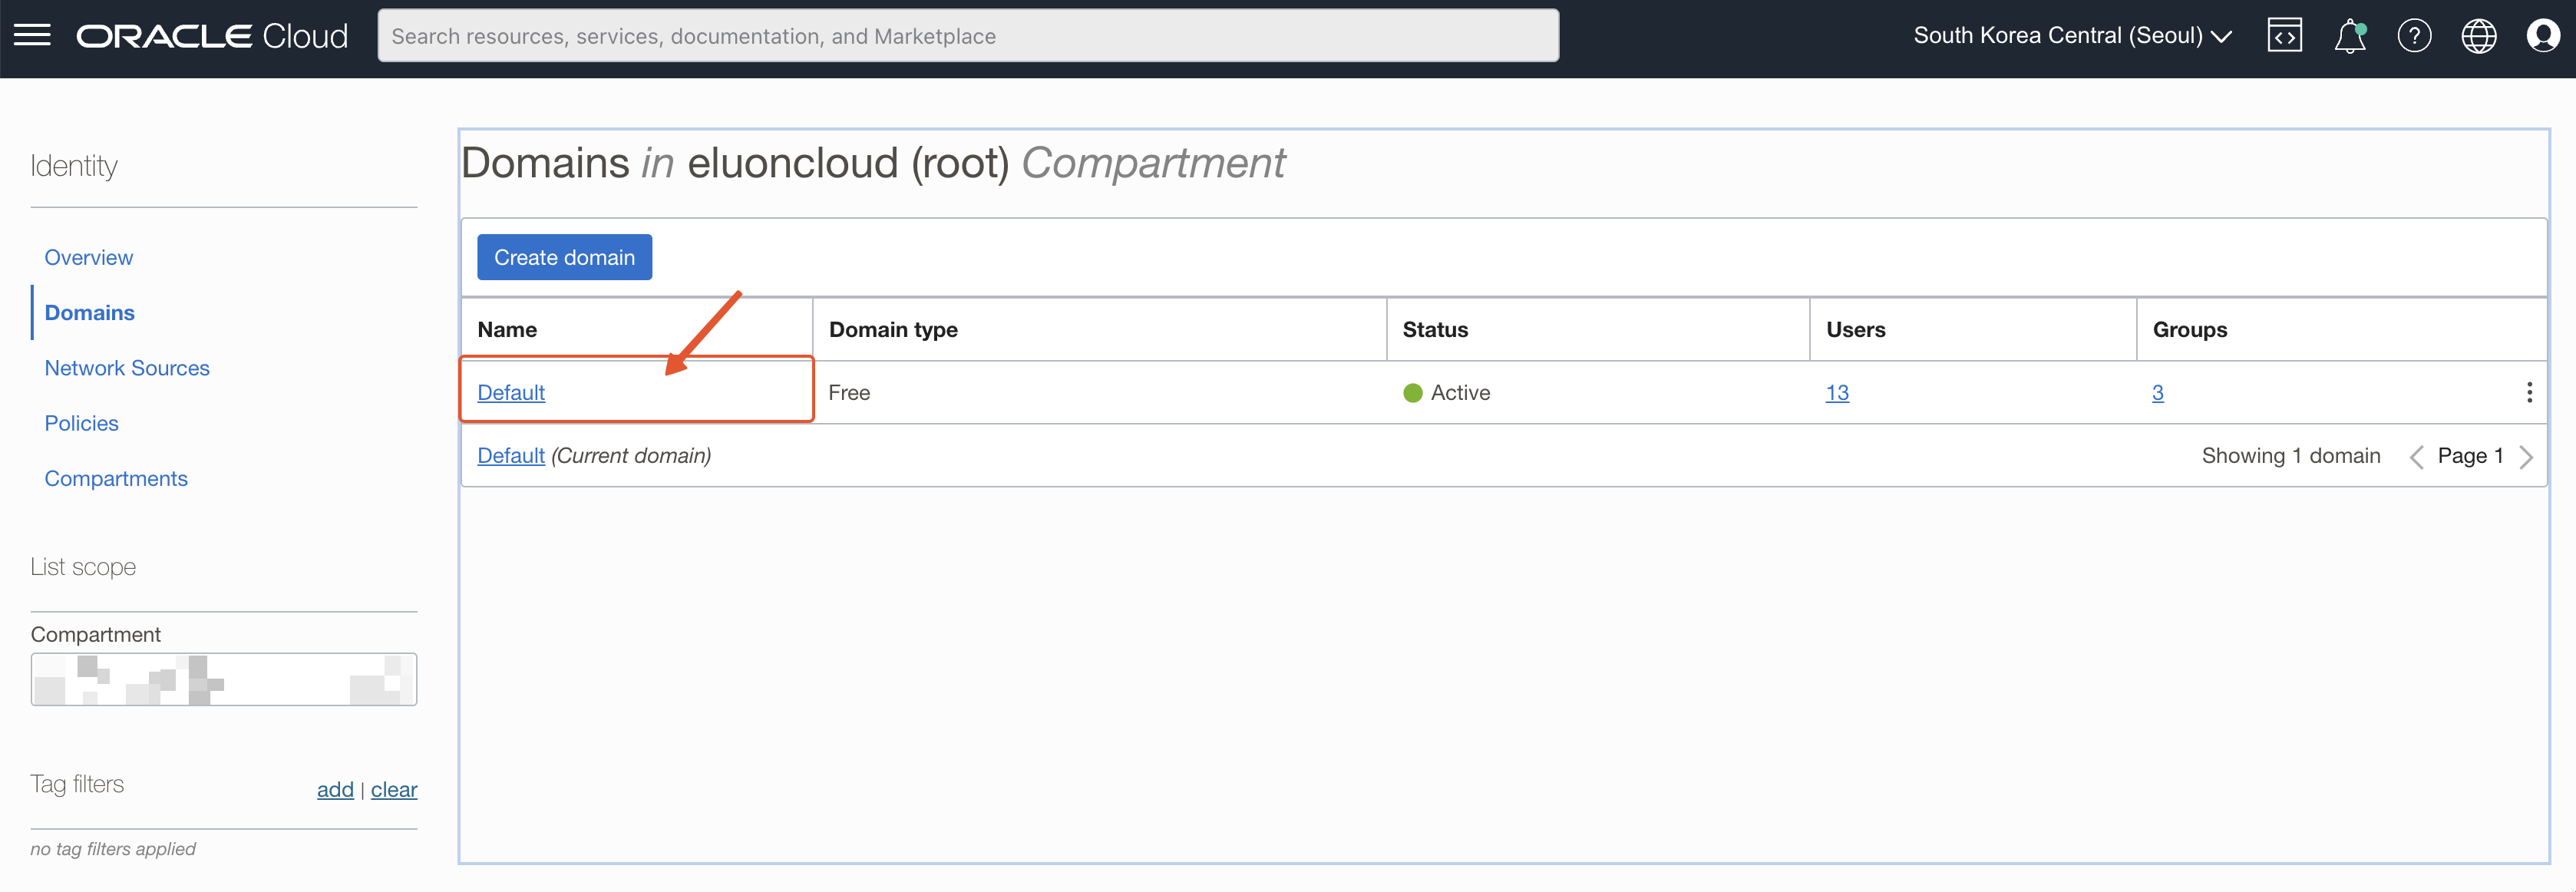 ORACLE Cloud
Search resources, services, documentation, and Marketplace
South Korea Central (Seoul)
Identity
Overview
Domains
Network Sources
Policies
Compartments
List scope
Compartment
Tag filters
add | clear
no tag filters applied
Domains in eluoncloud (root) Compartment
Create domain
Name Domain type Status Users Groups
Default Free Active 13 3
Default (Current domain) Showing 1 domain Page 1